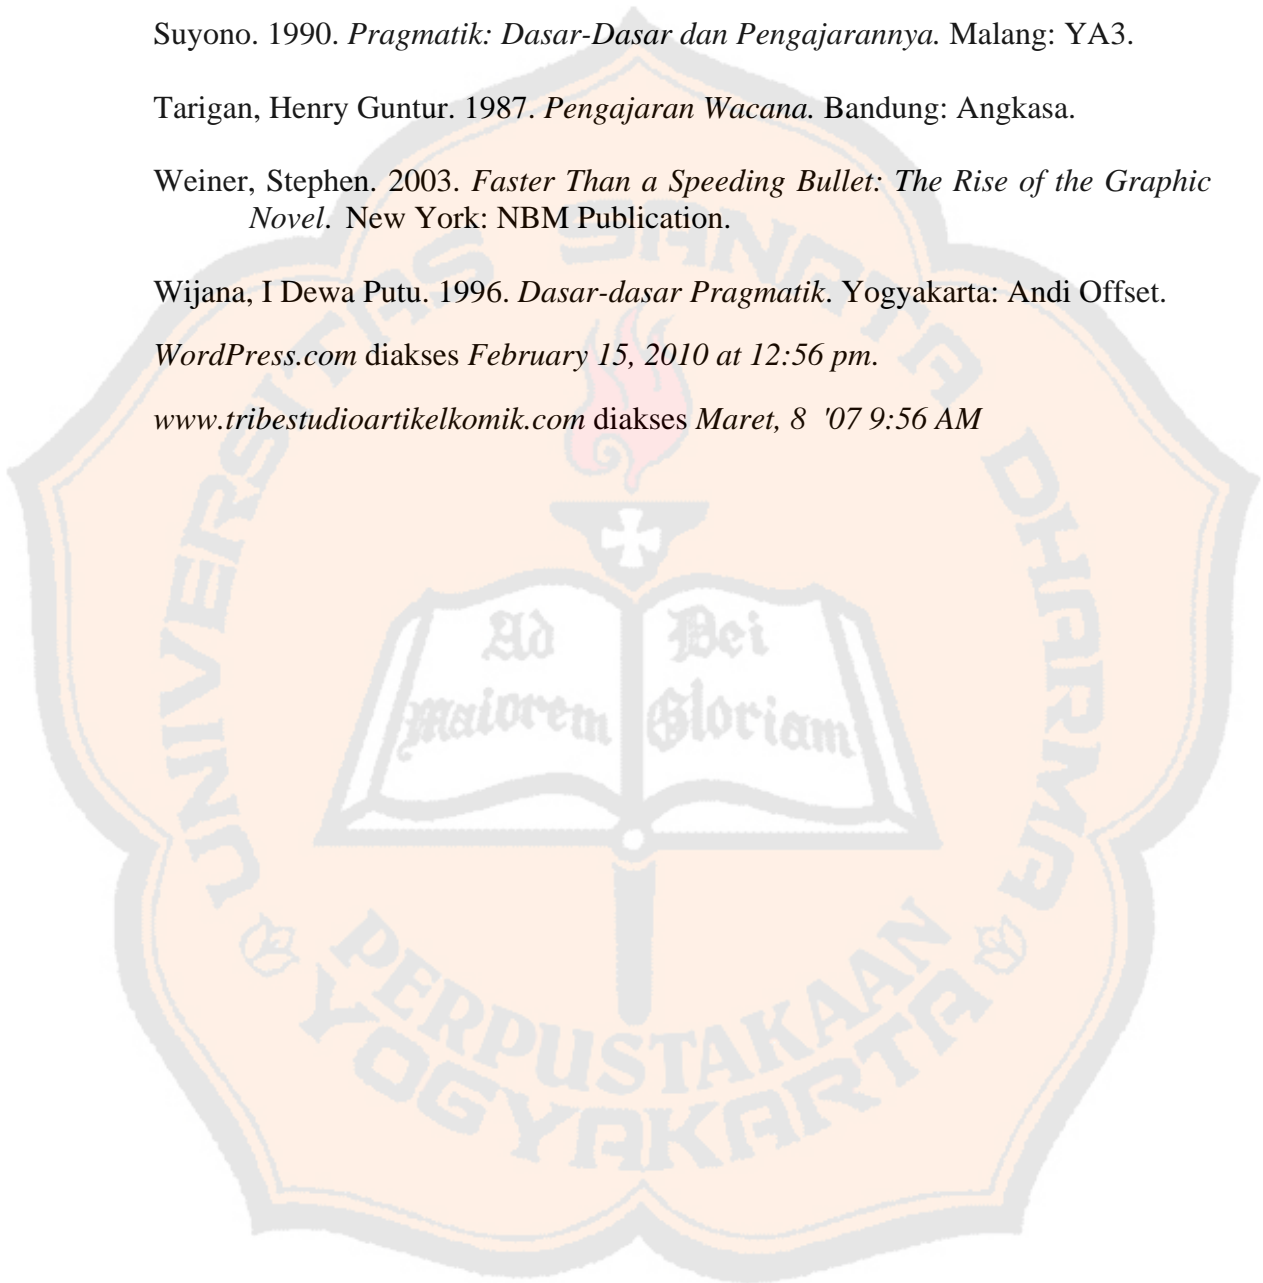 Suyono. 1990. Pragmatik: Dasar-Dasar dan Pengajarannya. Malang: YA3.
Tarigan, Henry Guntur. 1987. Pengajaran Wacana. Bandung: Angkasa.
Weiner, Stephen. 2003. Faster Than a Speeding Bullet: The Rise of the Graphic
Novel. New York: NBM Publication.
Wijana, I Dewa Putu. 1996. Dasar-dasar Pragmatik. Yogyakarta: Andi Offset.
WordPress.com diakses February 15, 2010 at 12:56 pm.
www.tribestudioartikelkomik.com diakses Maret, 8 '07 9:56 AM
UNIVERSITAS SANATA DHARMA
Ad Dei
maiorem Gloriam
PERPUSTAKAAN
YOGYAKARTA